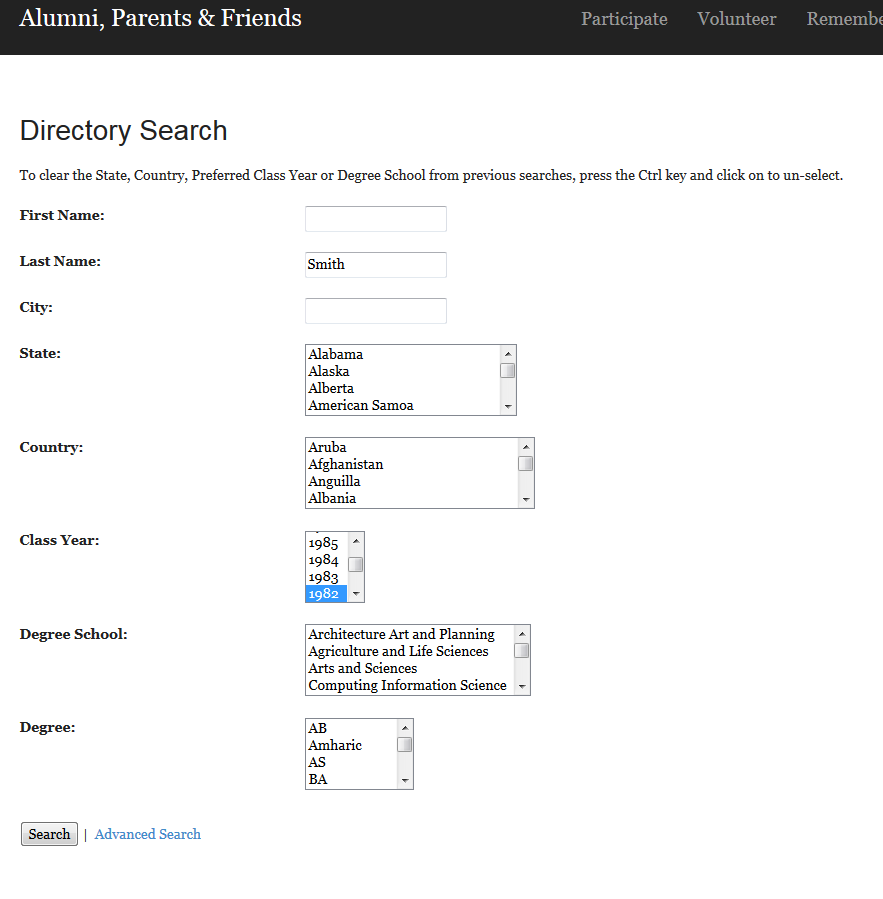 Alumni, Parents & Friends Participate Volunteer Remembe
Directory Search
To clear the State, Country, Preferred Class Year or Degree School from previous searches, press the Ctrl key and click on to un-select.
First Name:
Last Name: Smith
City:
State: Alabama
Alaska
Alberta
American Samoa
Country: Aruba
Afghanistan
Anguilla
Albania
Class Year: 1985
1984
1983
1982
Degree School: Architecture Art and Planning
Agriculture and Life Sciences
Arts and Sciences
Computing Information Science
Degree: AB
Amharic
AS
BA
Search | Advanced Search